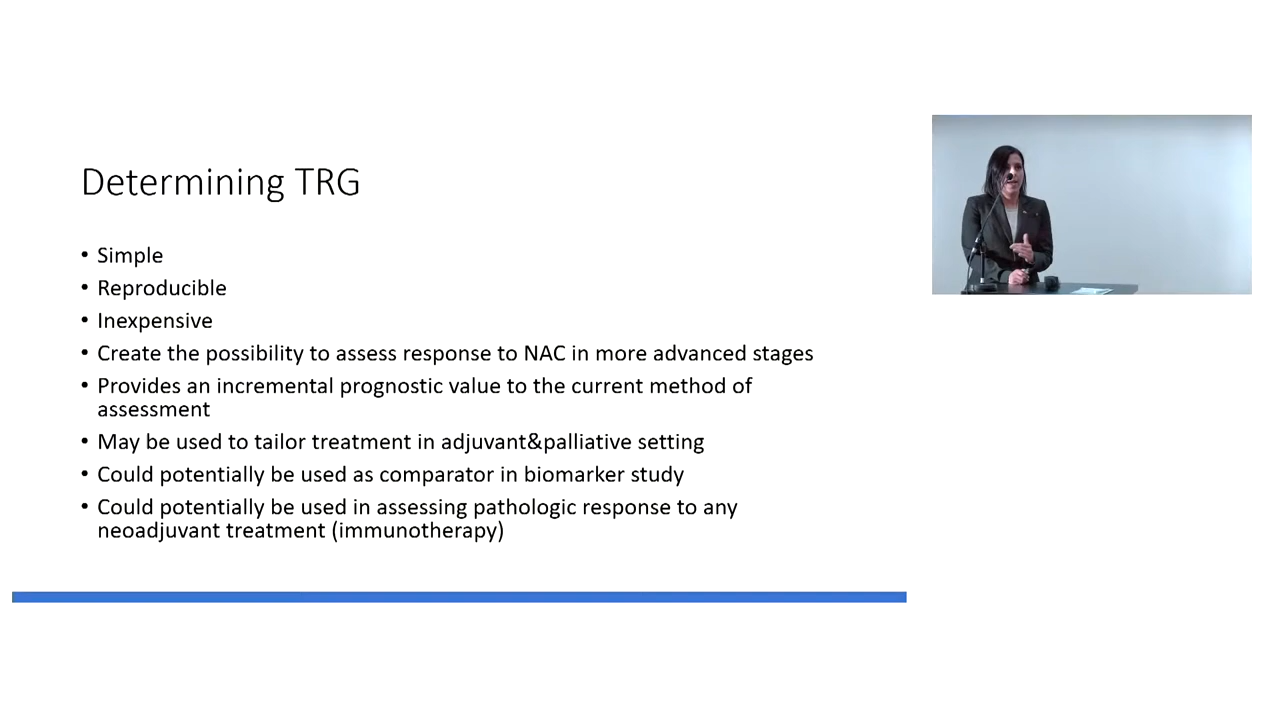 Determining TRG
• Simple
• Reproducible
• Inexpensive
• Create the possibility to assess response to NAC in more advanced stages
• Provides an incremental prognostic value to the current method of
assessment
• May be used to tailor treatment in adjuvant&palliative setting
• Could potentially be used as comparator in biomarker study
• Could potentially be used in assessing pathologic response to any
neoadjuvant treatment (immunotherapy)